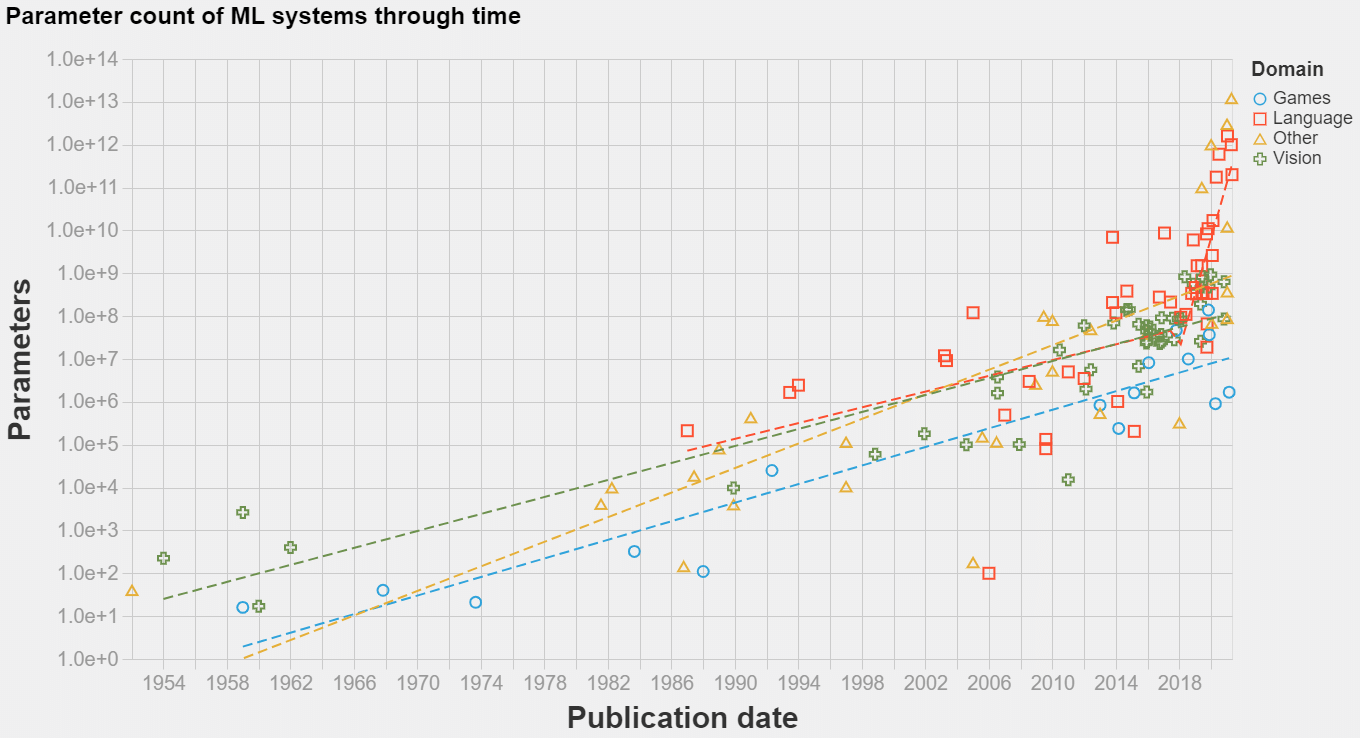 Parameter count of ML systems through time
1.0e+14
1.0e+13
1.0e+12
1.0e+11
1.0e+10
1.0e+9
1.0e+8
1.0e+7
1.0e+6
1.0e+5
1.0e+4
1.0e+3
1.0e+2
1.0e+1
1.0e+0
Parameters
1954 1958 1962 1966 1970 1974 1978 1982 1986 1990 1994 1998 2002 2006 2010 2014 2018
Publication date
Domain
Games
Language
Other
Vision